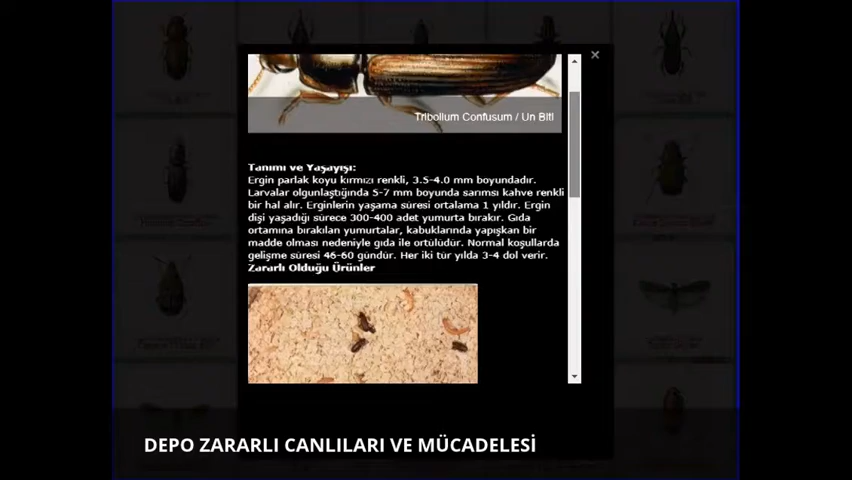 Tribolium Confusum / Un Biti
Tanımı ve Yaşayışı:
Ergin parlak koyu kırmızı renkli, 3.5-4.0 mm boyundadır.
Larvalar olgunlaştığında 5-7 mm boyunda sarımsı kahve renkli
bir hal alır. Erginlerin yaşama süresi ortalama 1 yıldır. Ergin
dişi yaşadığı sürece 300-400 adet yumurta bırakır. Gıda
ortamına bırakılan yumurtalar, kabuklarında yapışkan bir
madde olması nedeniyle gıda ile örtülüdür. Normal koşullarda
gelişme süresi 46-60 gündür. Her iki tür yılda 3-4 dol verir.
Zararlı Olduğu Ürünler
DEPO ZARARLI CANLILARI VE MÜCADELESİ